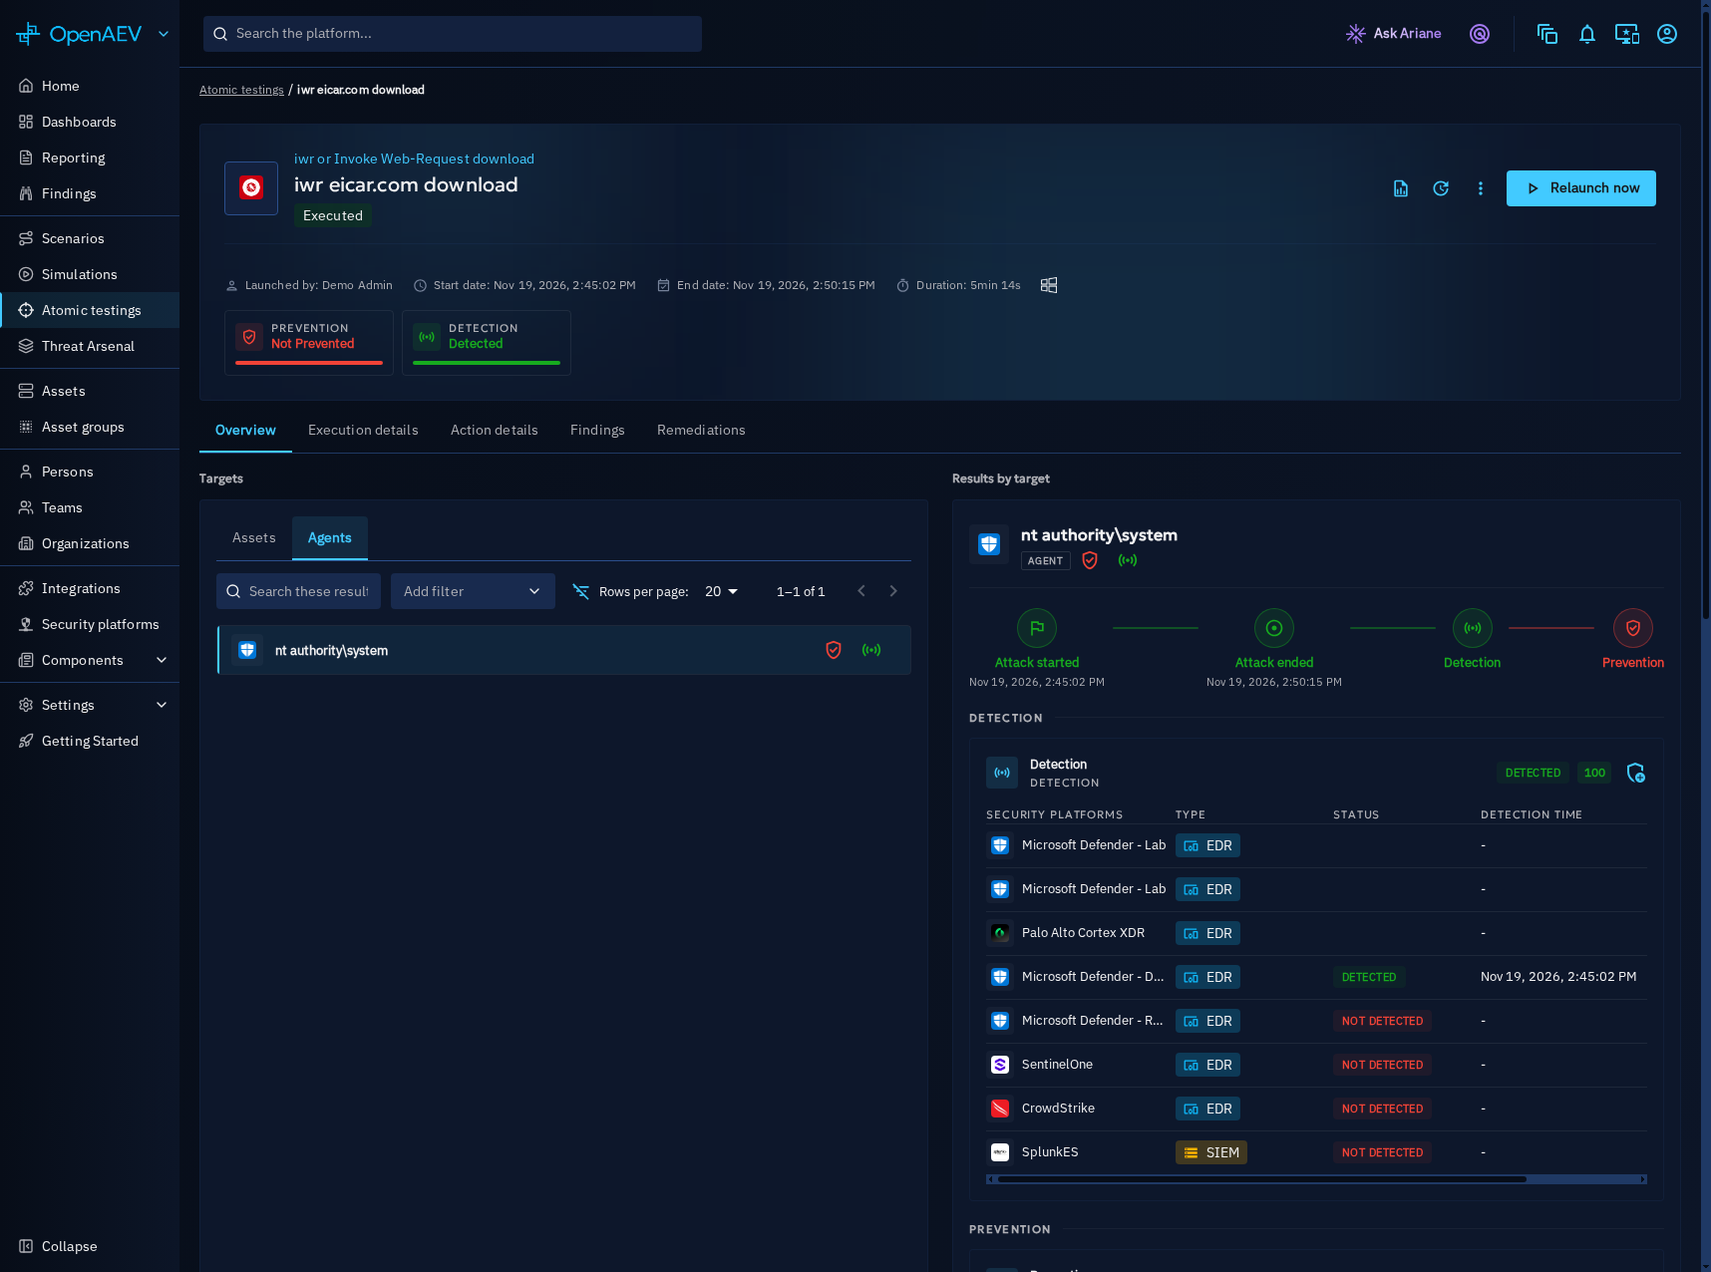 OpenAEV
Search the platform...
Ask Ariane
Home
Dashboards
Reporting
Findings
Scenarios
Simulations
Atomic testings
Threat Arsenal
Assets
Asset groups
Persons
Teams
Organizations
Integrations
Security platforms
Components
Settings
Getting Started
Collapse
Atomic testings / iwr eicar.com download
iwr or Invoke Web-Request download
iwr eicar.com download
Executed
Relaunch now
Launched by: Demo Admin Start date: Nov 19, 2026, 2:45:02 PM End date: Nov 19, 2026, 2:50:15 PM Duration: 5min 14s
PREVENTION
Not Prevented
DETECTION
Detected
Overview Execution details Action details Findings Remediations
Targets
Assets Agents
Search these result Add filter Rows per page: 20 1–1 of 1
nt authority\system
Results by target
nt authority\system
AGENT
Attack started
Nov 19, 2026, 2:45:02 PM
Attack ended
Nov 19, 2026, 2:50:15 PM
Detection
Prevention
DETECTION
Detection
DETECTION
DETECTED 100
SECURITY PLATFORMS TYPE STATUS DETECTION TIME
Microsoft Defender - Lab EDR -
Microsoft Defender - Lab EDR -
Palo Alto Cortex XDR EDR -
Microsoft Defender - D... EDR DETECTED Nov 19, 2026, 2:45:02 PM
Microsoft Defender - R... EDR NOT DETECTED -
SentinelOne EDR NOT DETECTED -
CrowdStrike EDR NOT DETECTED -
SplunkES SIEM NOT DETECTED -
PREVENTION